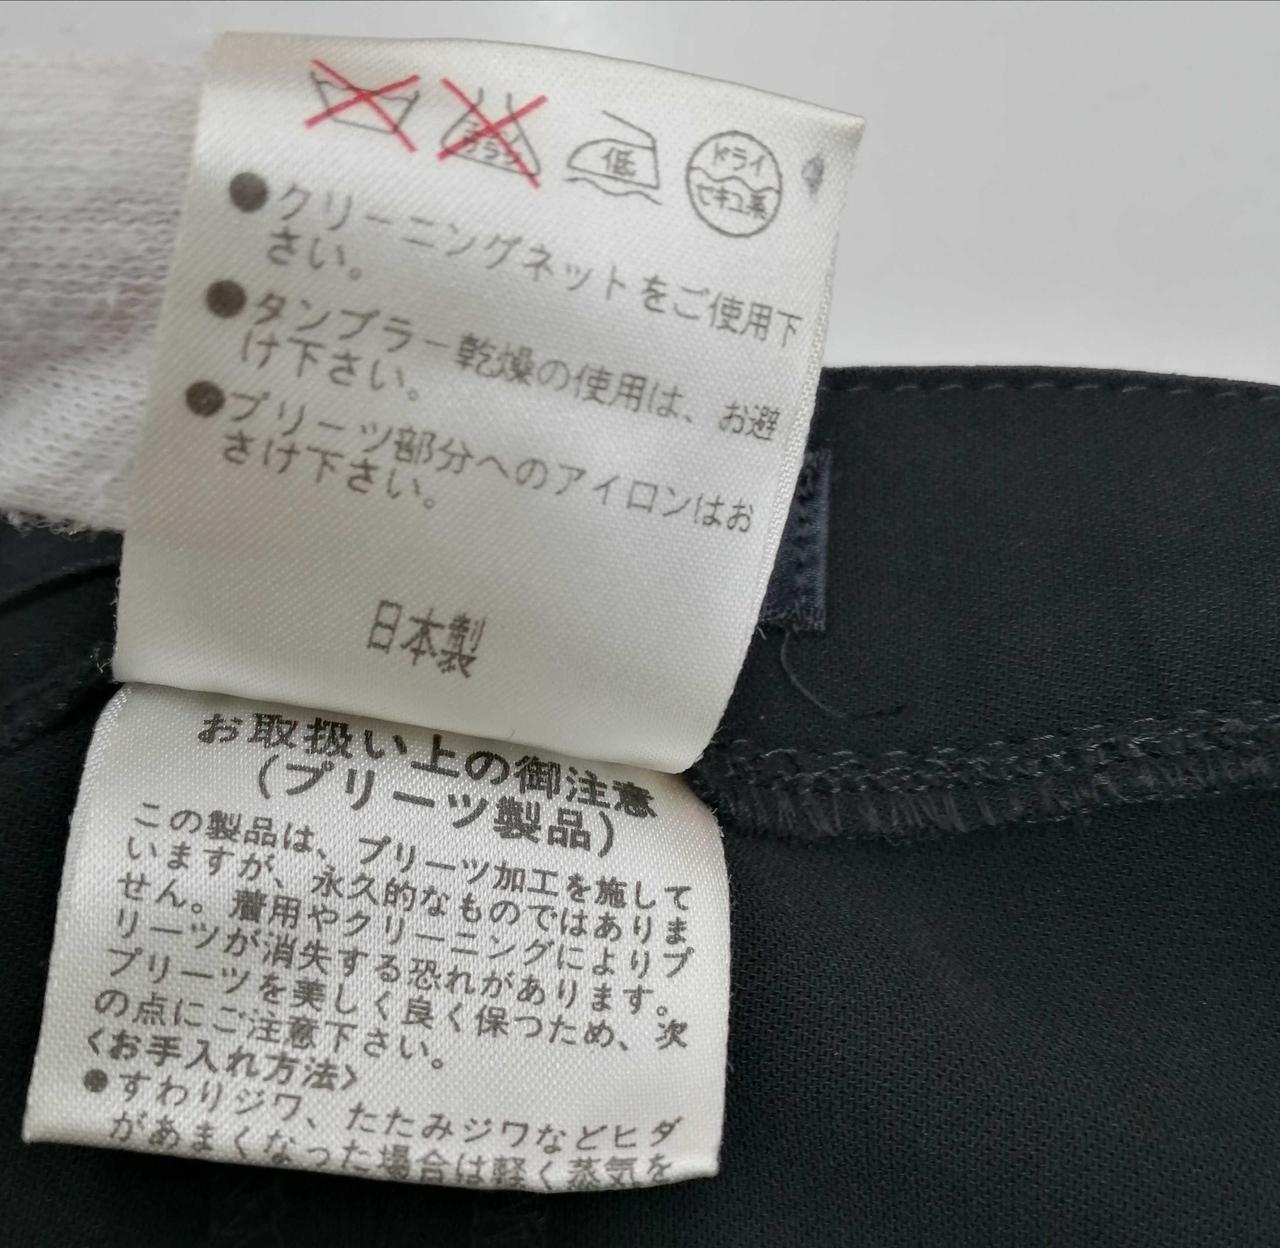 エンソ
カラシ
低
ドライ
セキユ系
●クリーニングネットをご使用下
さい。
●タンブラー乾燥の使用は、お避
け下さい。
●プリーツ部分へのアイロンはお
さけ下さい。
日本製
お取扱い上の御注意
(プリーツ製品)
この製品は、プリーツ加工を施して
いますが、永久的なものではありま
せん。着用やクリーニングによりプ
リーツが消失する恐れがあります。
プリーツを美しく良く保つため、次
の点にご注意下さい。
<お手入れ方法>
●すわりジワ、たたみジワなどヒダ
があまくなった場合は軽く蒸気を